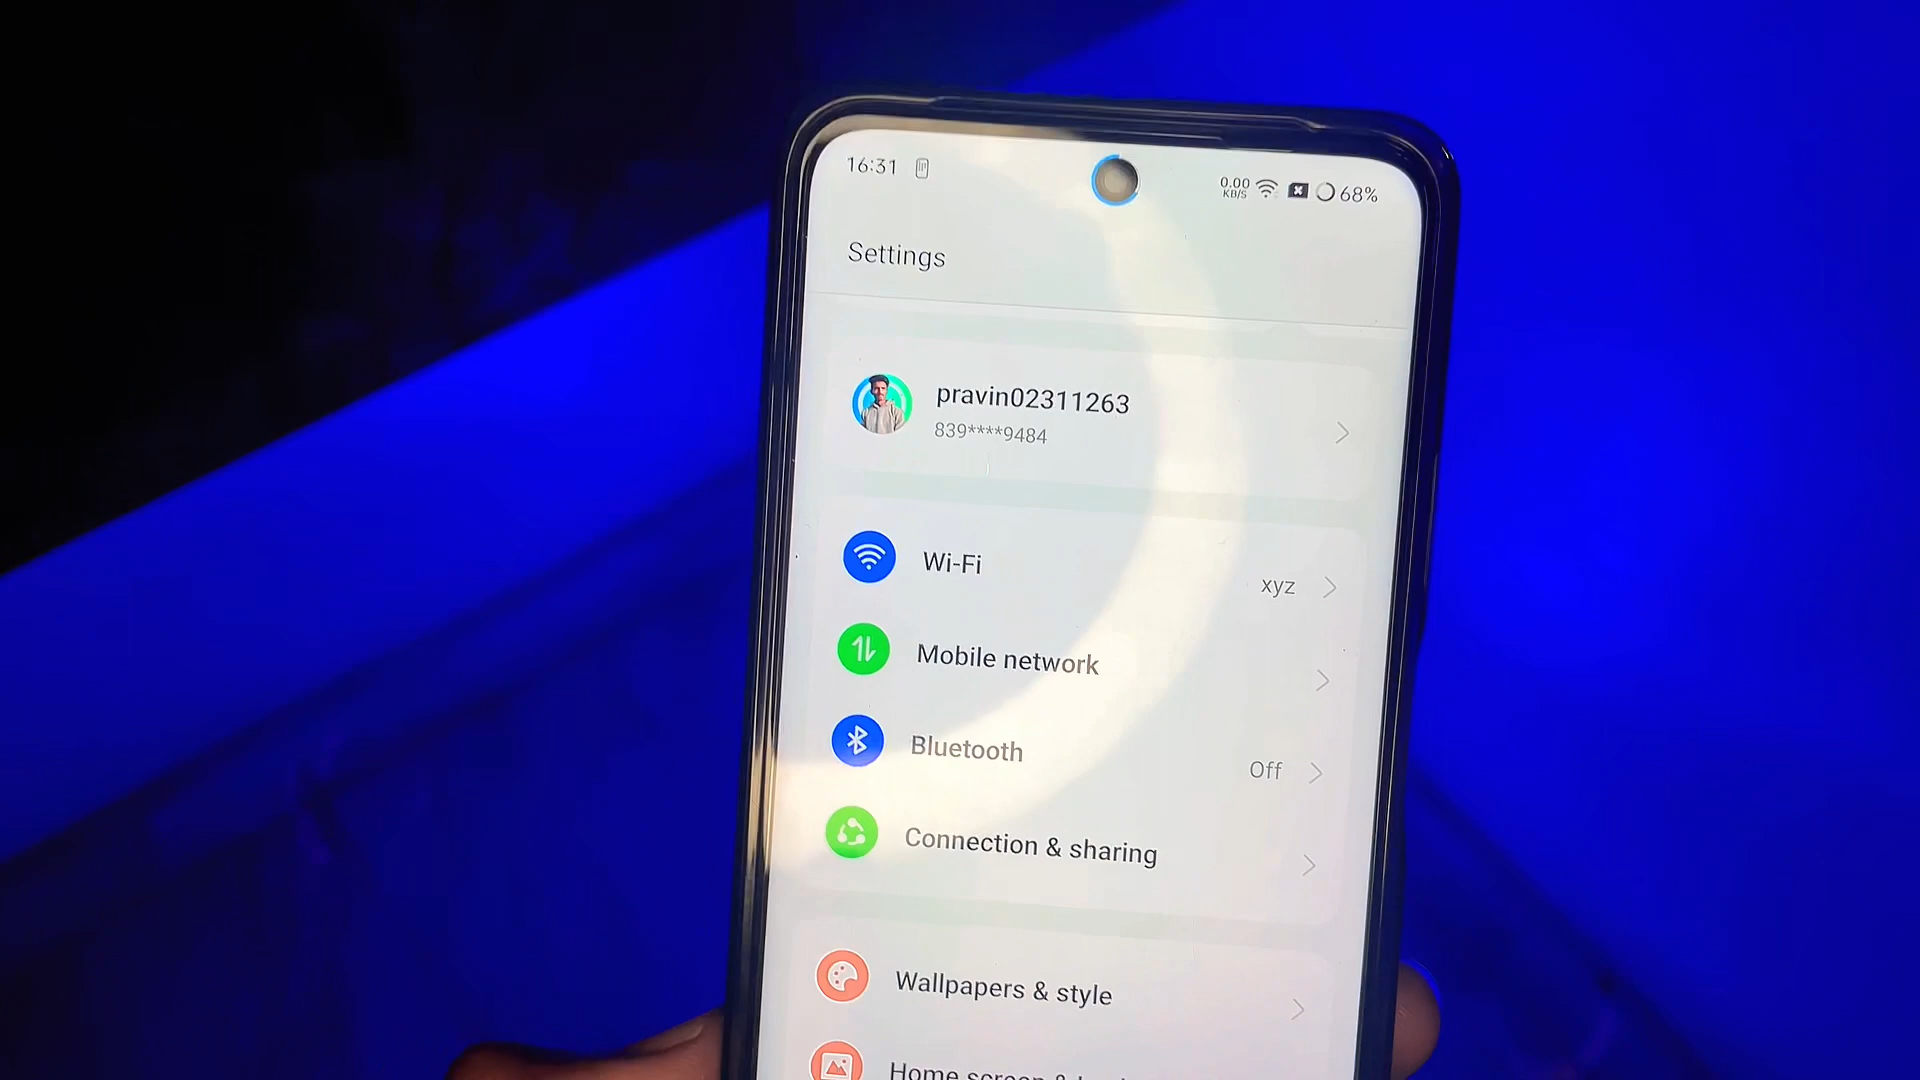 16:31
0.00 KB/S 68%
Settings
pravin02311263
839****9484
Wi-Fi xyz
Mobile network
Bluetooth Off
Connection & sharing
Wallpapers & style
Home screen &